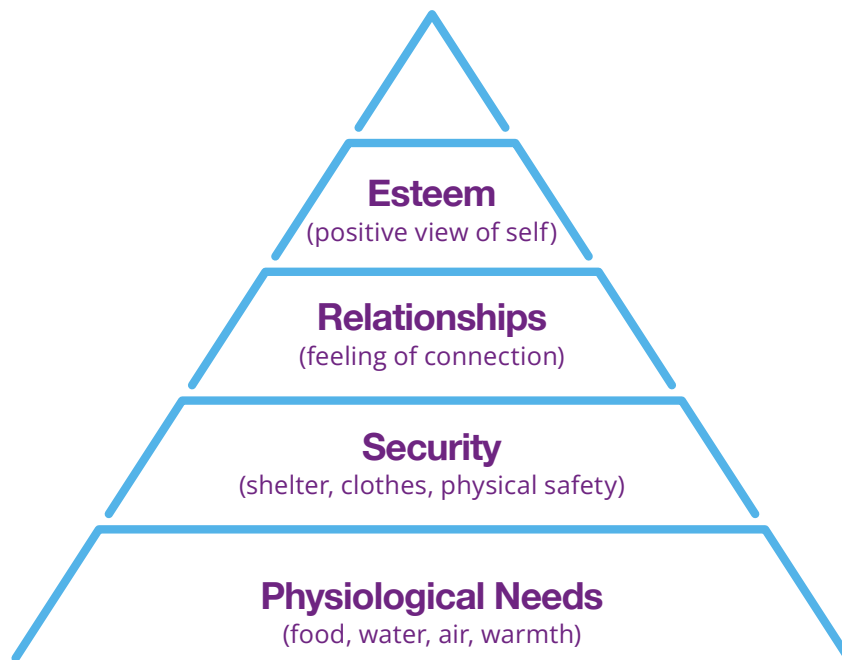 Esteem
(positive view of self)
Relationships
(feeling of connection)
Security
(shelter, clothes, physical safety)
Physiological Needs
(food, water, air, warmth)